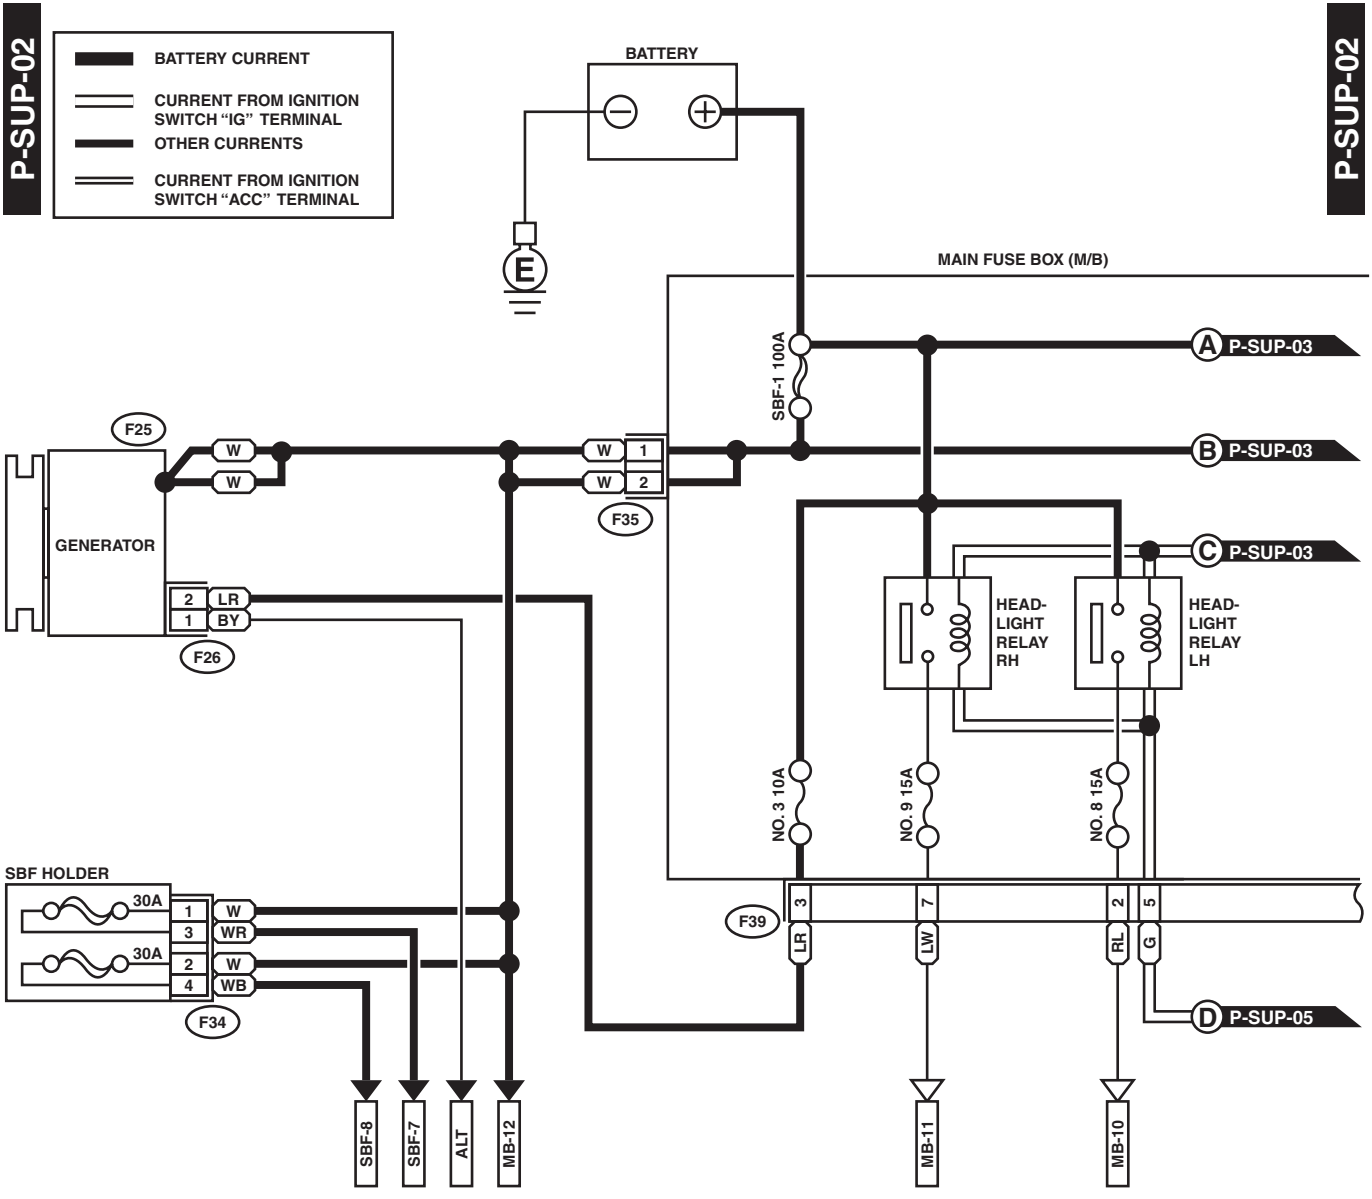 P-SUP-02
P-SUP-02
BATTERY CURRENT
CURRENT FROM IGNITION
SWITCH “IG” TERMINAL
OTHER CURRENTS
CURRENT FROM IGNITION
SWITCH “ACC” TERMINAL
BATTERY
− +
E
MAIN FUSE BOX (M/B)
SBF-1 100A
A P-SUP-03
F25
W
W
W 1
W 2
F35
B P-SUP-03
GENERATOR
C P-SUP-03
2 LR
1 BY
F26
HEAD-
LIGHT
RELAY
RH
HEAD-
LIGHT
RELAY
LH
NO. 3 10A
NO. 9 15A
NO. 8 15A
SBF HOLDER
30A
1 W
3 WR
30A
2 W
4 WB
F34
F39
3
7
2
5
LR
LW
RL
G
D P-SUP-05
SBF-8
SBF-7
ALT
MB-12
MB-11
MB-10